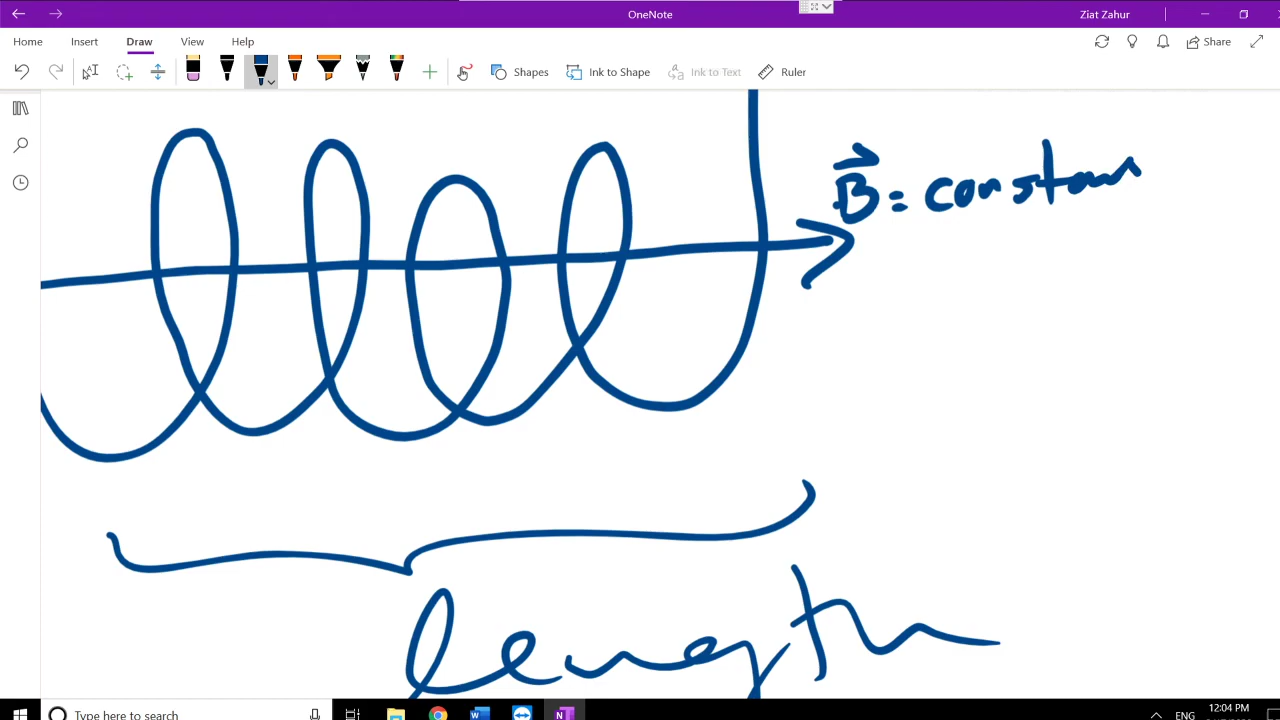 OneNote
Ziat Zahur
Home Insert Draw View Help
Share
Shapes Ink to Shape Ink to Text Ruler
B = constant
length
Type here to search
ENG
12:04 PM